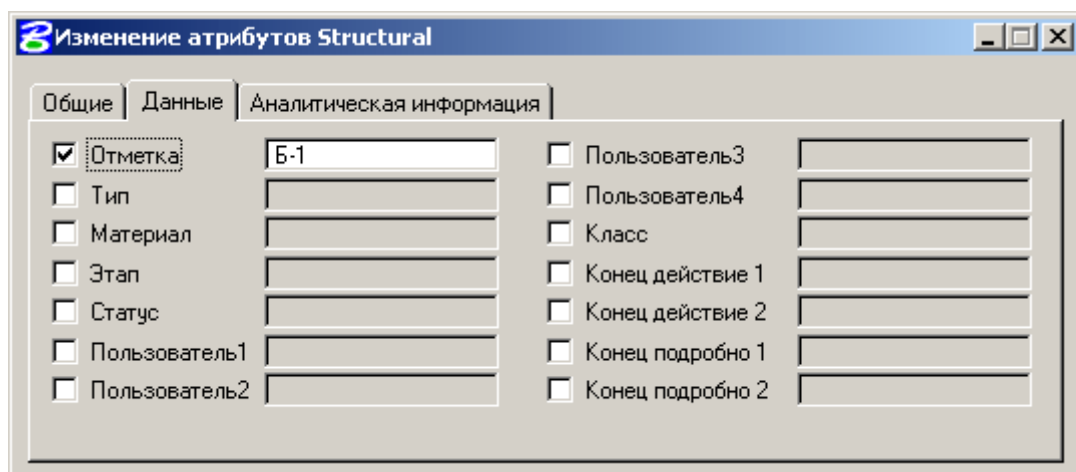 Изменение атрибутов Structural
Общие Данные Аналитическая информация
Отметка Б-1 Пользователь3
Тип Пользователь4
Материал Класс
Этап Конец действие 1
Статус Конец действие 2
Пользователь1 Конец подробно 1
Пользователь2 Конец подробно 2